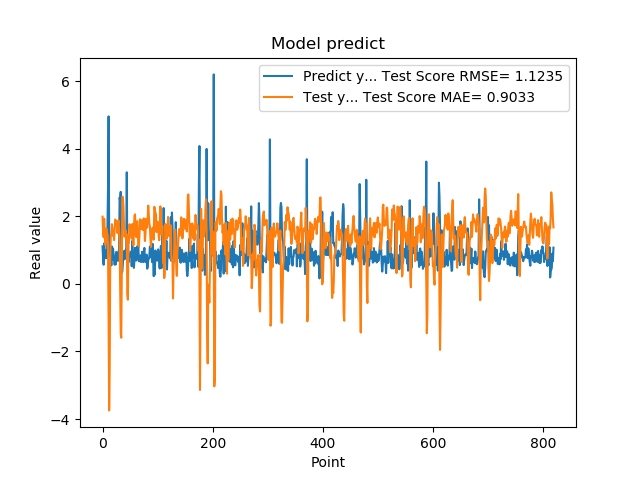 Model predict
Predict y... Test Score RMSE= 1.1235
Test y... Test Score MAE= 0.9033
6
4
2
0
−2
−4
Real value
0 200 400 600 800
Point